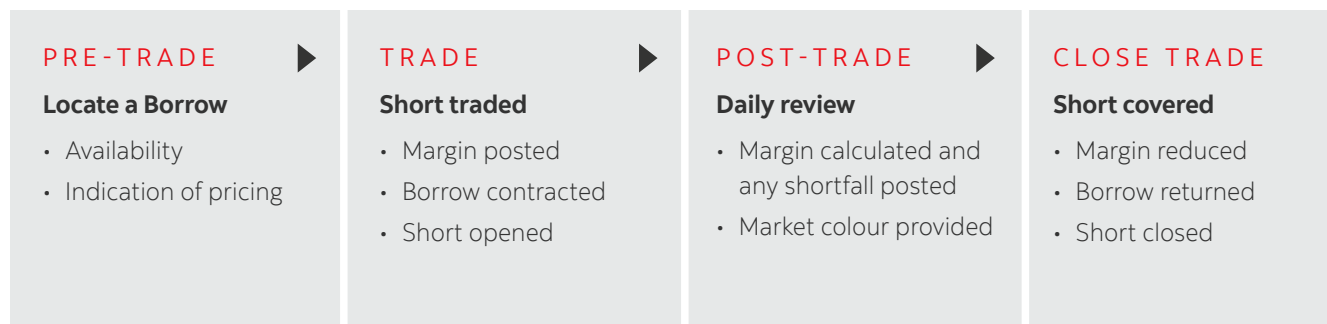 PRE-TRADE
Locate a Borrow
• Availability
• Indication of pricing
TRADE
Short traded
• Margin posted
• Borrow contracted
• Short opened
POST-TRADE
Daily review
• Margin calculated and
any shortfall posted
• Market colour provided
CLOSE TRADE
Short covered
• Margin reduced
• Borrow returned
• Short closed